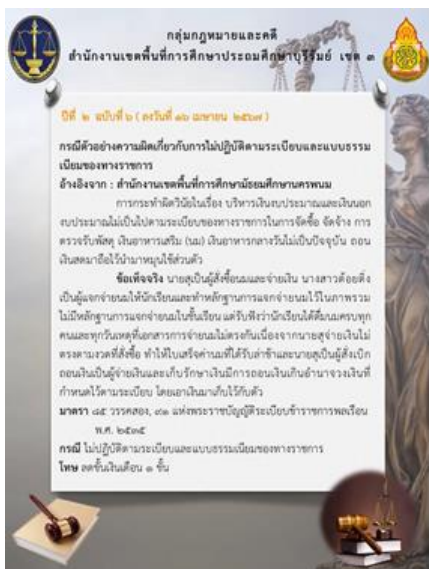 กลุ่มกฎหมายและคดี
สำนักงานเขตพื้นที่การศึกษาประถมศึกษาบุรีรัมย์ เขต ๓
ปีที่ ๒ ฉบับที่ ๖ ( ลงวันที่ ๑๖ เมษายน ๒๕๖๗ )
กรณีตัวอย่างความผิดเกี่ยวกับการไม่ปฏิบัติตามระเบียบและแบบธรรม
เนียมของทางราชการ
อ้างอิงจาก : สำนักงานเขตพื้นที่การศึกษามัธยมศึกษานครพนม
การกระทำผิดวินัยในเรื่อง บริหารเงินงบประมาณและเงินนอก
งบประมาณไม่เป็นไปตามระเบียบของทางราชการในการจัดซื้อ จัดจ้าง การ
ตรวจรับพัสดุ เงินอาหารเสริม (นม) เงินอาหารกลางวันไม่เป็นปัจจุบัน ถอน
เงินสดมาถือไว้นำมาหมุนใช้ส่วนตัว
ข้อเท็จจริง นายสุเป็นผู้สั่งซื้อนมและจ่ายเงิน นางสาวต้อยติ่ง
เป็นผู้แจกจ่ายนมให้นักเรียนและทำหลักฐานการแจกจ่ายนมไว้ในภาพรวม
ไม่มีหลักฐานการแจกจ่ายนมในชั้นเรียน แต่รับฟังว่านักเรียนได้ดื่มนมครบทุก
คนและทุกวันเหตุที่เอกสารการจ่ายนมไม่ตรงกันเนื่องจากนายสุจ่ายเงินไม่
ตรงตามงวดที่สั่งซื้อ ทำให้ใบเสร็จค่านมที่ได้รับล่าช้าและนายสุเป็นผู้สั่งเบิก
ถอนเงินเป็นผู้จ่ายเงินและเก็บรักษาเงินมีการถอนเงินเกินอำนาจวงเงินที่
กำหนดไว้ตามระเบียบ โดยเอาเงินมาเก็บไว้กับตัว
มาตรา ๘๕ วรรคสอง, ๙๑ แห่งพระราชบัญญัติระเบียบข้าราชการพลเรือน
พ.ศ. ๒๕๓๕
กรณี ไม่ปฏิบัติตามระเบียบและแบบธรรมเนียมของทางราชการ
โทษ ลดขั้นเงินเดือน ๑ ขั้น